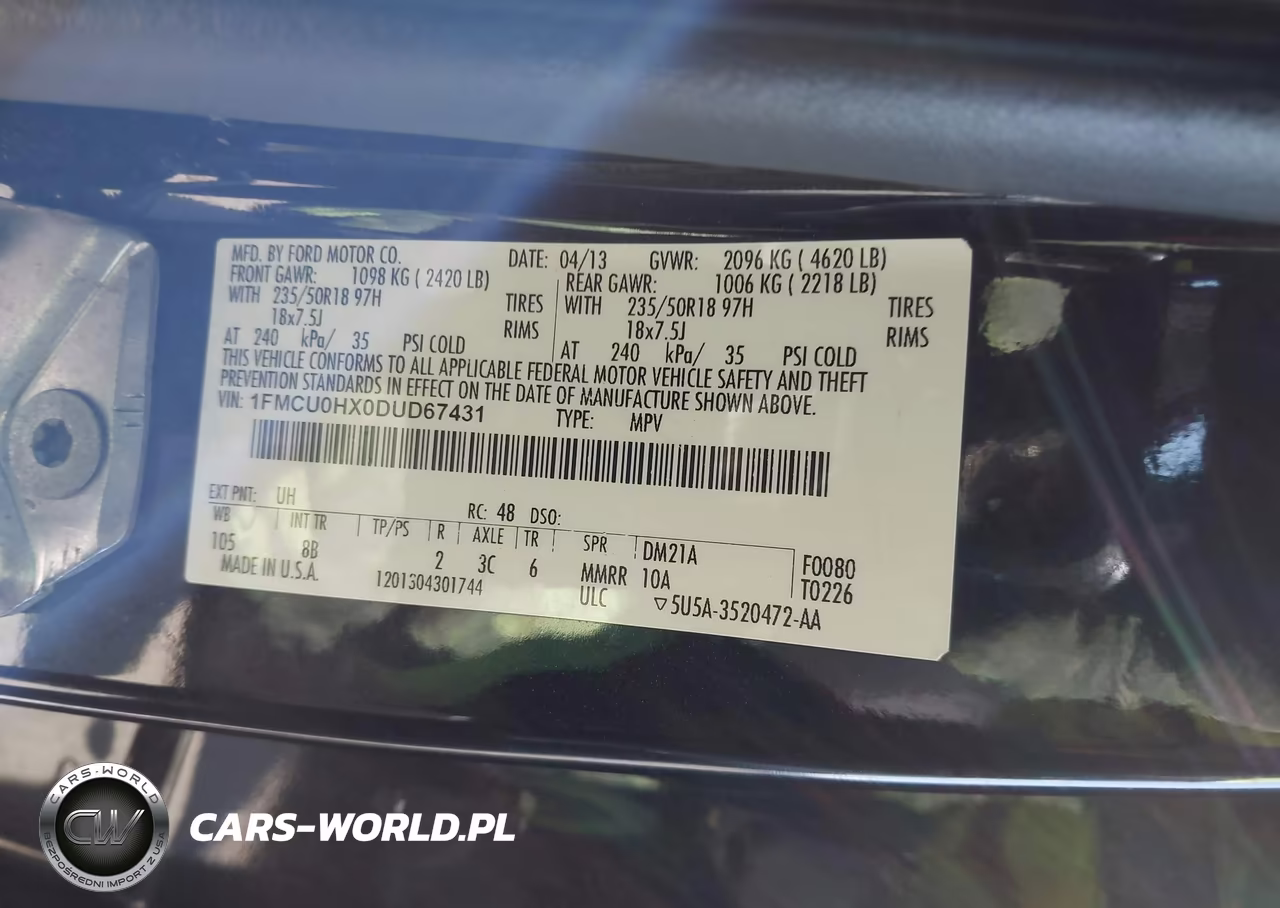 MFD. BY FORD MOTOR CO. DATE: 04/13 GVWR: 2096 KG ( 4620 LB)
FRONT GAWR: 1098 KG ( 2420 LB) REAR GAWR: 1006 KG ( 2218 LB)
WITH 235/50R18 97H TIRES WITH 235/50R18 97H TIRES
18x7.5J RIMS 18x7.5J RIMS
AT 240 kPa/ 35 PSI COLD AT 240 kPa/ 35 PSI COLD
THIS VEHICLE CONFORMS TO ALL APPLICABLE FEDERAL MOTOR VEHICLE SAFETY AND THEFT
PREVENTION STANDARDS IN EFFECT ON THE DATE OF MANUFACTURE SHOWN ABOVE.
VIN: 1FMCU0HX0DUD67431 TYPE: MPV
EXT PNT: UH RC: 48 DSO:
WB INT TR TP/PS R AXLE TR SPR DM21A F0080
105 8B 2 3C 6 MMRR 10A T0226
MADE IN U.S.A. 1201304301744 ULC ▽5U5A-3520472-AA
CARS-WORLD
CW
BEZPOŚREDNI IMPORT Z USA
CARS-WORLD.PL